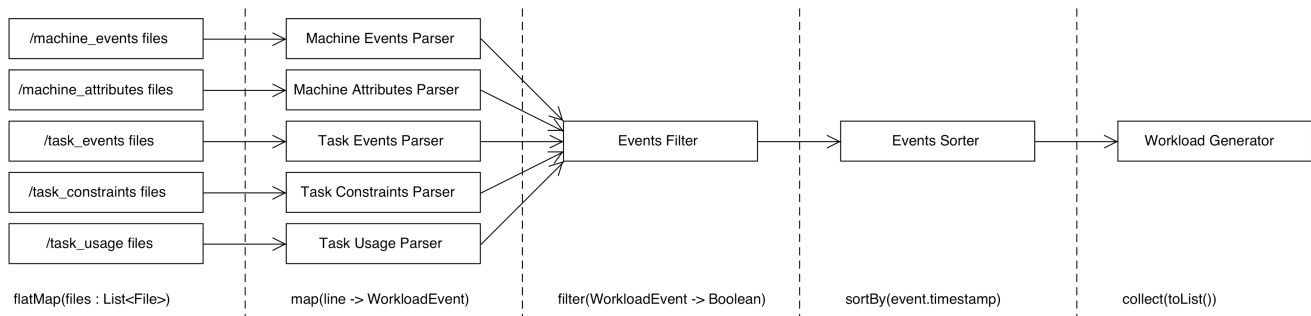 /machine_events files
Machine Events Parser
/machine_attributes files
Machine Attributes Parser
/task_events files
Task Events Parser
Events Filter
Events Sorter
Workload Generator
/task_constraints files
Task Constraints Parser
/task_usage files
Task Usage Parser
flatMap(files : List<File>)
map(line -> WorkloadEvent)
filter(WorkloadEvent -> Boolean)
sortBy(event.timestamp)
collect(toList())